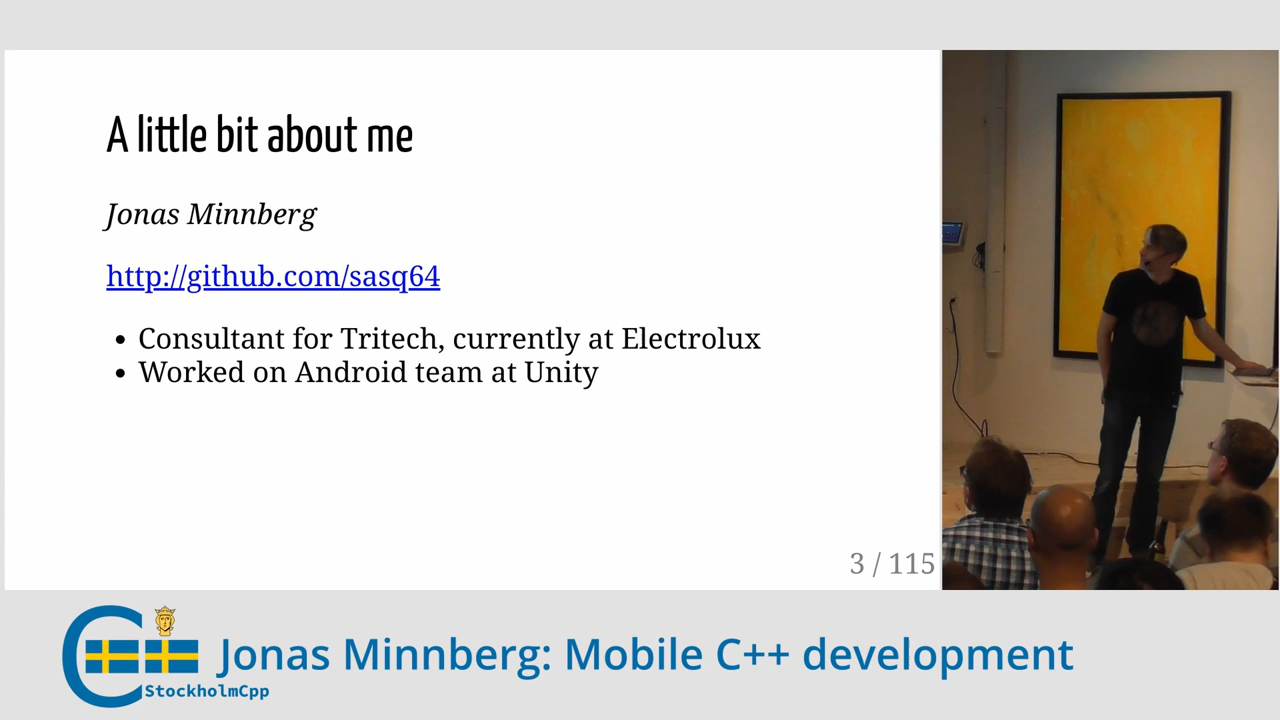 A little bit about me
Jonas Minnberg
http://github.com/sasq64
Consultant for Tritech, currently at Electrolux
Worked on Android team at Unity
3 / 115
Jonas Minnberg: Mobile C++ development
StockholmCpp